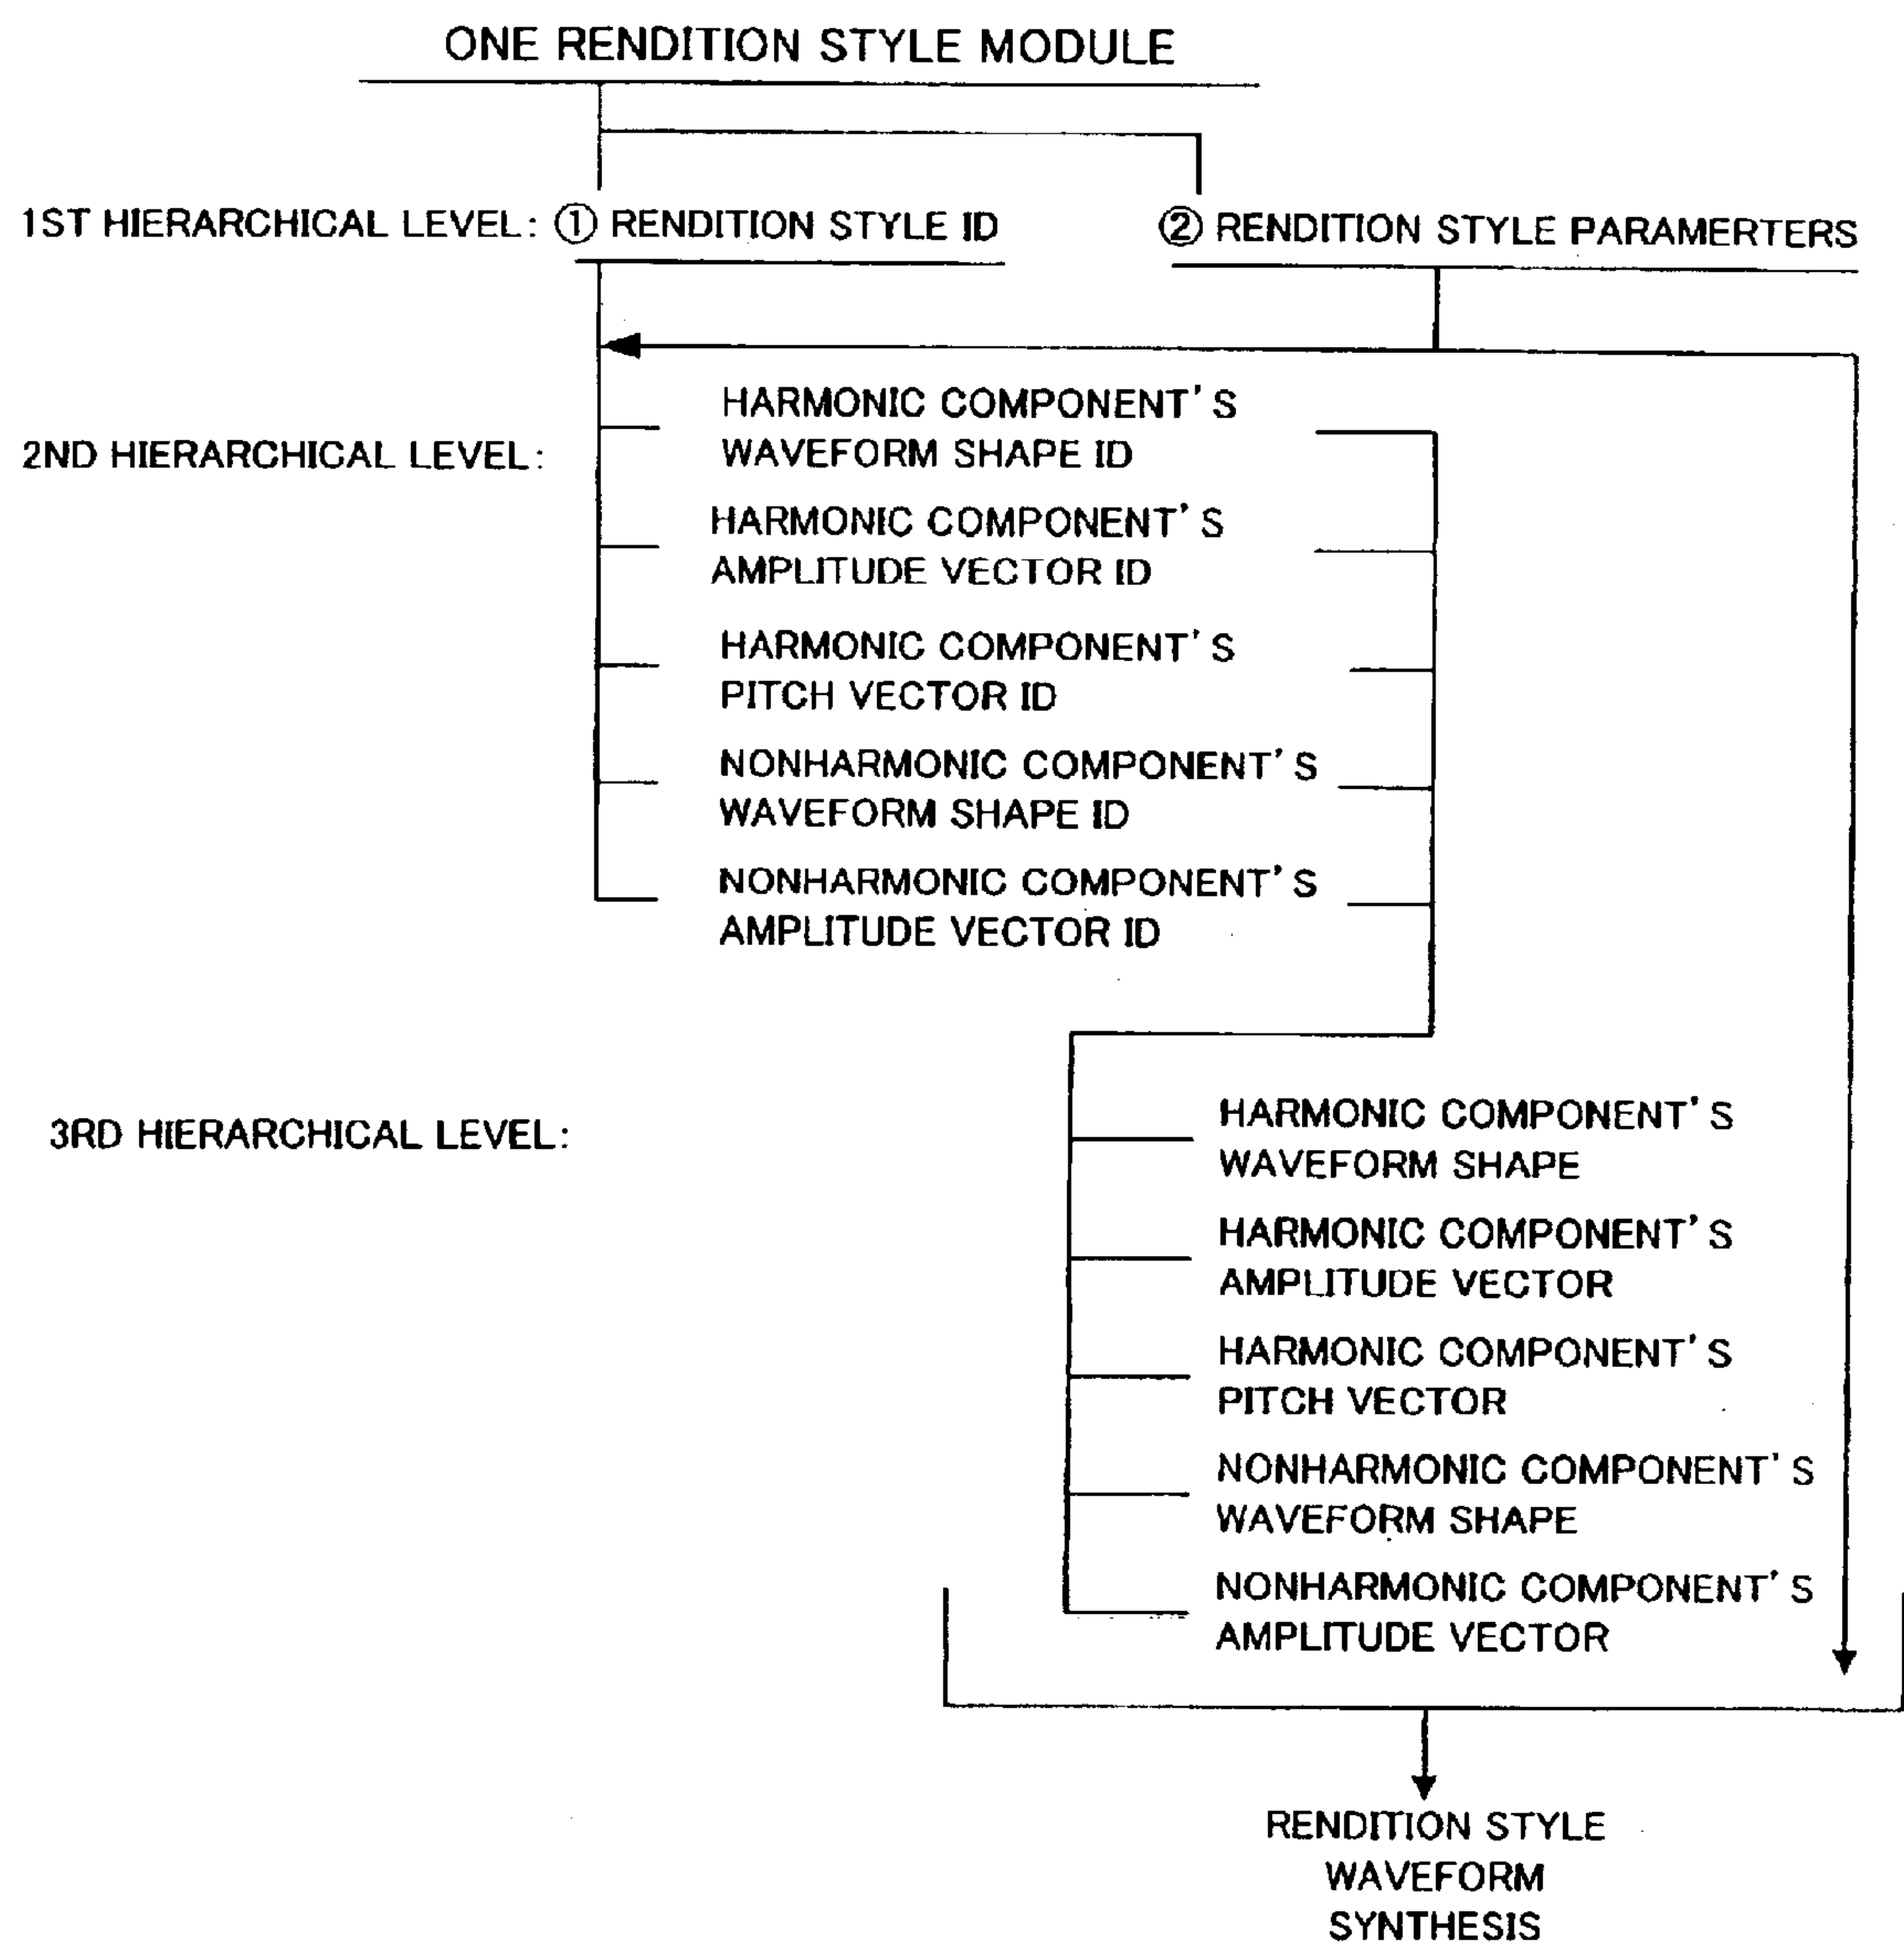 ONE RENDITION STYLE MODULE
1ST HIERARCHICAL LEVEL: ① RENDITION STYLE ID ② RENDITION STYLE PARAMERTERS
2ND HIERARCHICAL LEVEL:
HARMONIC COMPONENT'S
WAVEFORM SHAPE ID
HARMONIC COMPONENT'S
AMPLITUDE VECTOR ID
HARMONIC COMPONENT'S
PITCH VECTOR ID
NONHARMONIC COMPONENT'S
WAVEFORM SHAPE ID
NONHARMONIC COMPONENT'S
AMPLITUDE VECTOR ID
3RD HIERARCHICAL LEVEL:
HARMONIC COMPONENT'S
WAVEFORM SHAPE
HARMONIC COMPONENT'S
AMPLITUDE VECTOR
HARMONIC COMPONENT'S
PITCH VECTOR
NONHARMONIC COMPONENT'S
WAVEFORM SHAPE
NONHARMONIC COMPONENT'S
AMPLITUDE VECTOR
RENDITION STYLE
WAVEFORM
SYNTHESIS